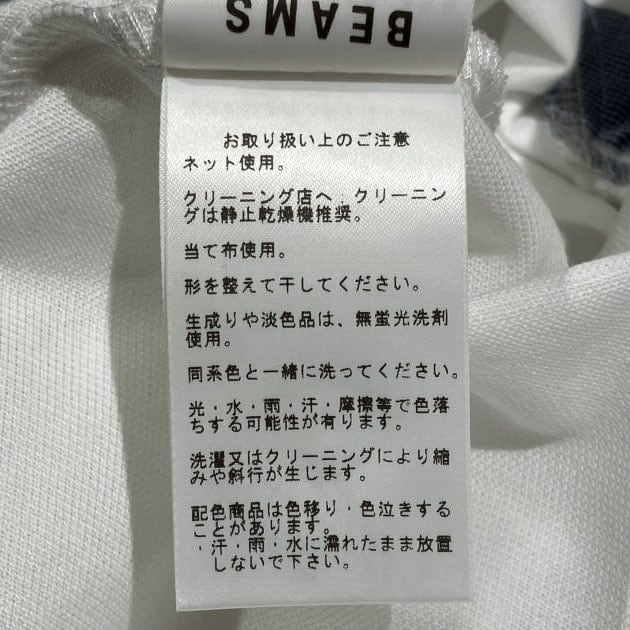 BEAMS
お取り扱い上のご注意
ネット使用。
クリーニング店へ:クリーニン
グは静止乾燥機推奨。
当て布使用。
形を整えて干してください。
生成りや淡色品は、無蛍光洗剤
使用。
同系色と一緒に洗ってください。
光・水・雨・汗・摩擦等で色落
ちする可能性が有ります。
洗濯又はクリーニングにより縮
みや斜行が生じます。
配色商品は色移り・色泣きする
ことがあります。
・汗・雨・水に濡れたまま放置
しないで下さい。